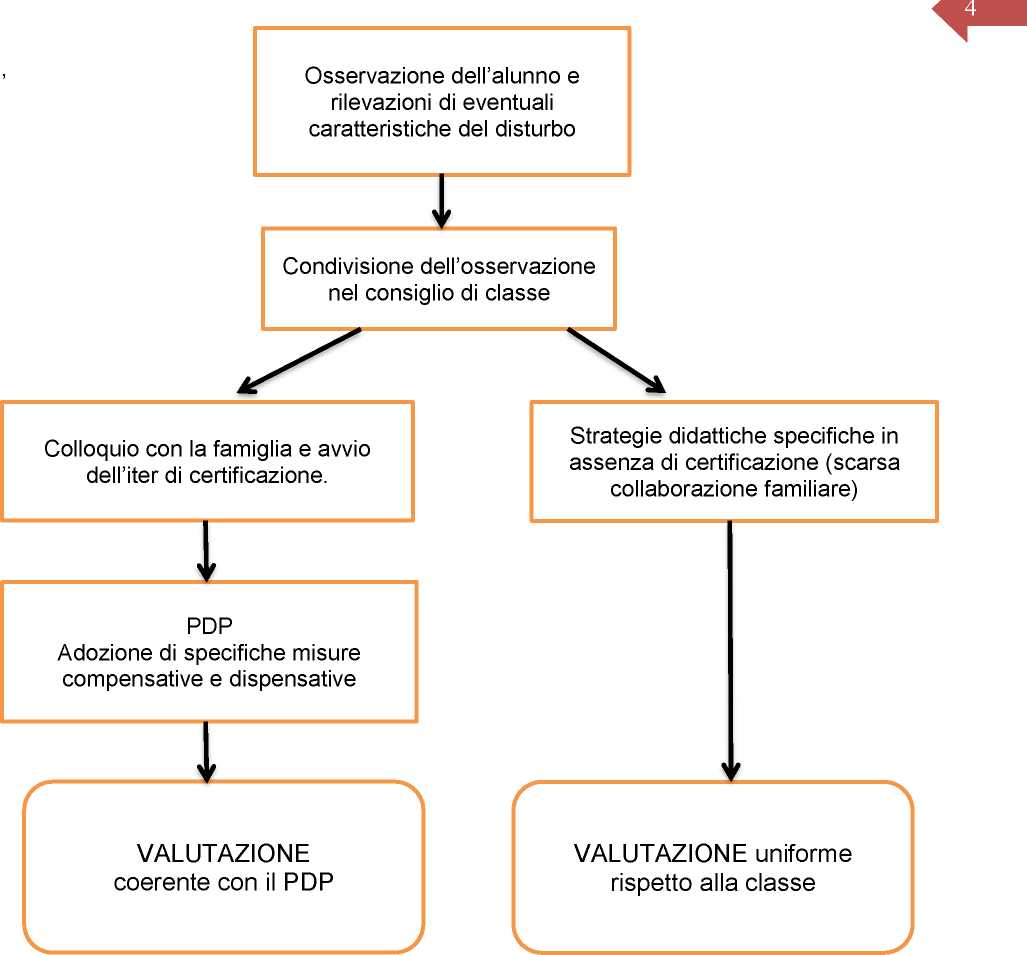 4
,
Osservazione dell’alunno e
rilevazioni di eventuali
caratteristiche del disturbo
Condivisione dell’osservazione
nel consiglio di classe
Colloquio con la famiglia e avvio
dell’iter di certificazione.
Strategie didattiche specifiche in
assenza di certificazione (scarsa
collaborazione familiare)
PDP
Adozione di specifiche misure
compensative e dispensative
VALUTAZIONE
coerente con il PDP
VALUTAZIONE uniforme
rispetto alla classe